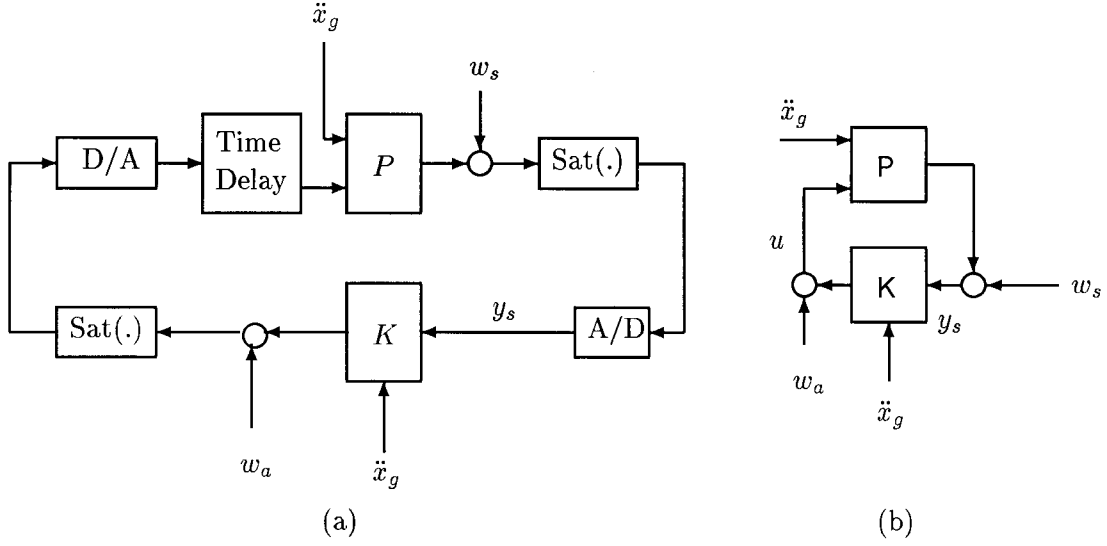 ẍ_g
w_s
D/A
Time
Delay
P
Sat(.)
Sat(.)
w_a
K
ẍ_g
y_s
A/D
(a)
ẍ_g
P
u
K
y_s
w_s
w_a
ẍ_g
(b)